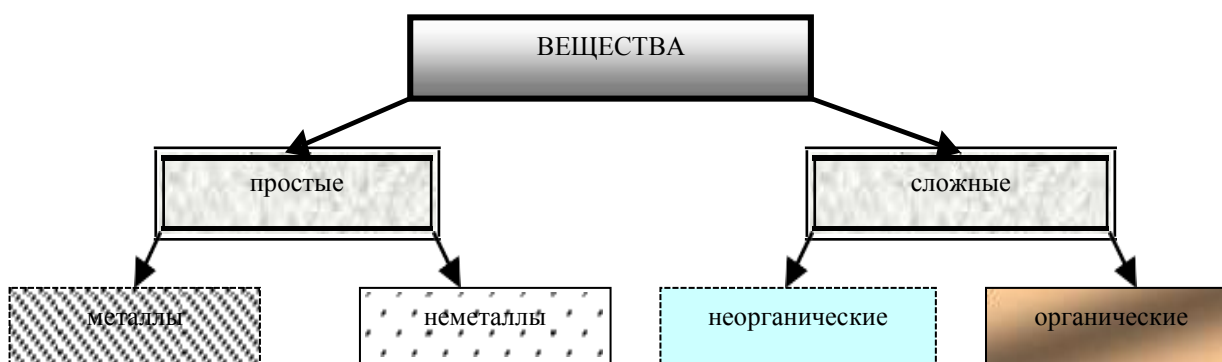 ВЕЩЕСТВА
простые
сложные
металлы
неметаллы
неорганические
органические